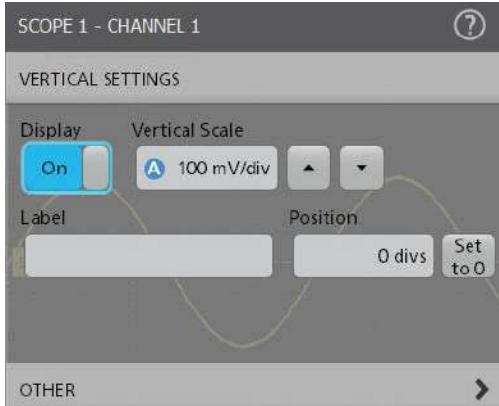 SCOPE 1 - CHANNEL 1
?
VERTICAL SETTINGS
Display
Vertical Scale
On
A 100 mV/div
Label
Position
0 divs
Set
to 0
OTHER